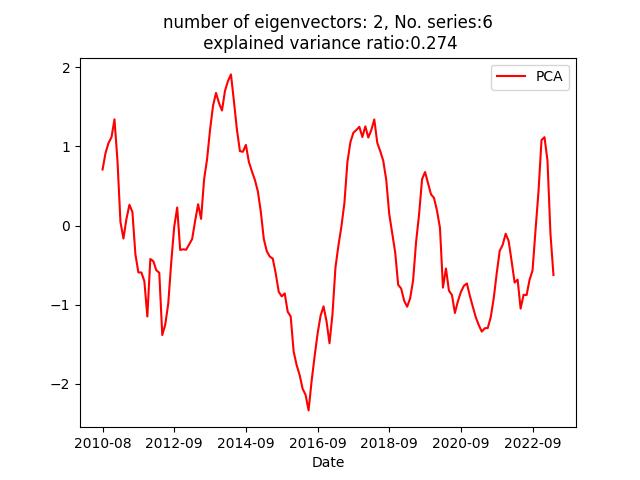 number of eigenvectors: 2, No. series:6
explained variance ratio:0.274
PCA
2
1
0
−1
−2
2010-08 2012-09 2014-09 2016-09 2018-09 2020-09 2022-09
Date